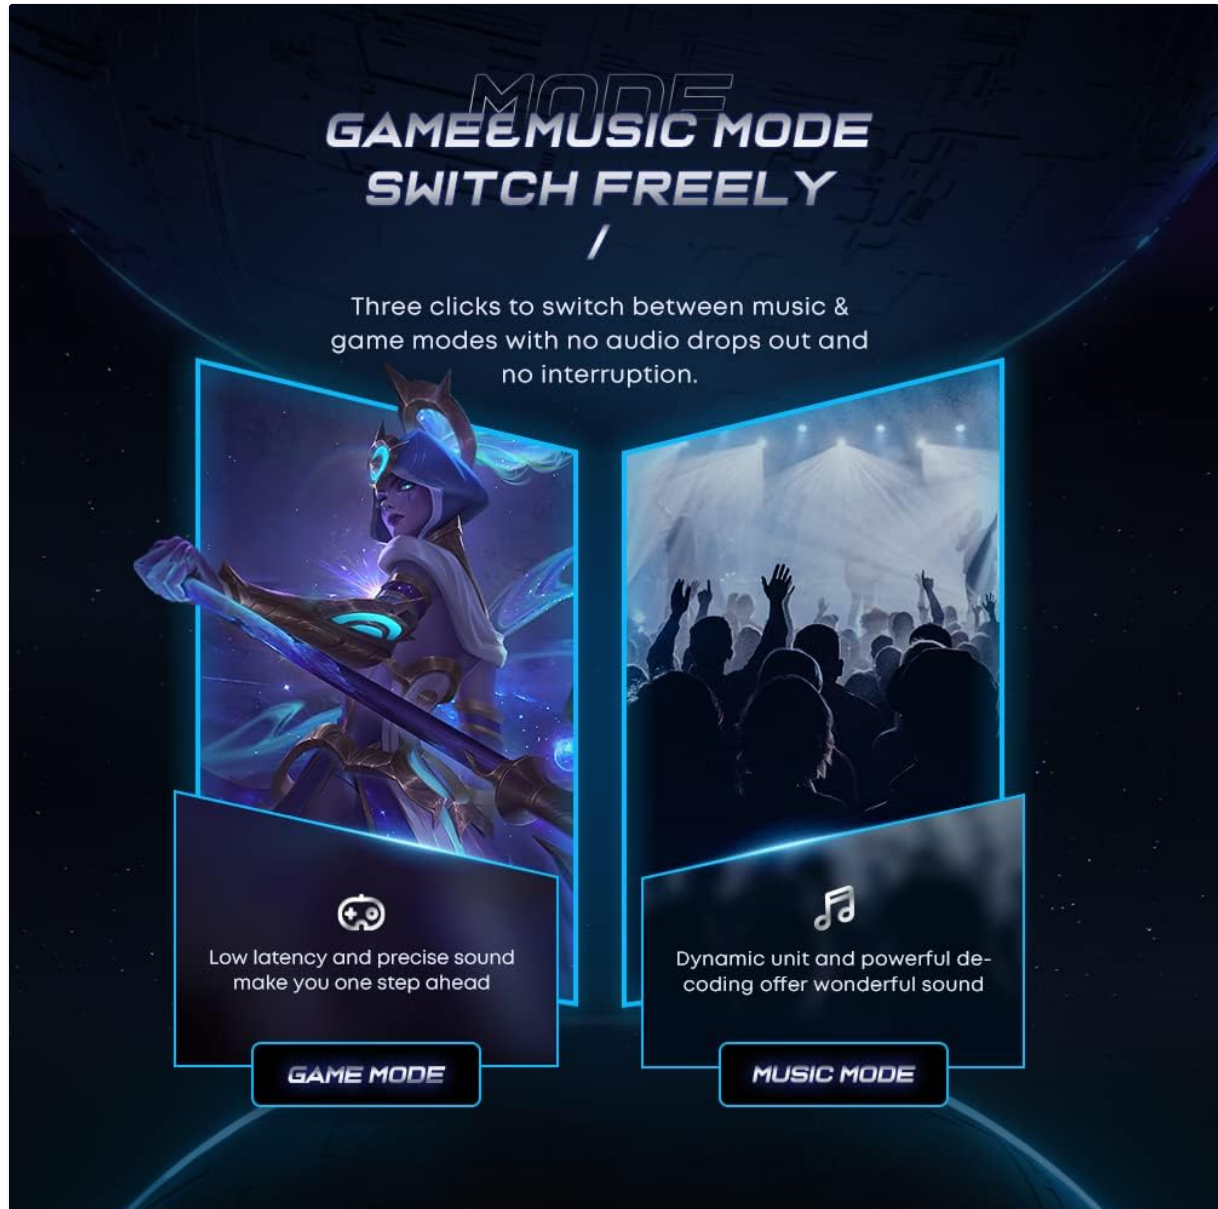 MODE
GAME&MUSIC MODE
SWITCH FREELY
/
Three clicks to switch between music &
game modes with no audio drops out and
no interruption.
Low latency and precise sound
make you one step ahead
GAME MODE
Dynamic unit and powerful de-
coding offer wonderful sound
MUSIC MODE